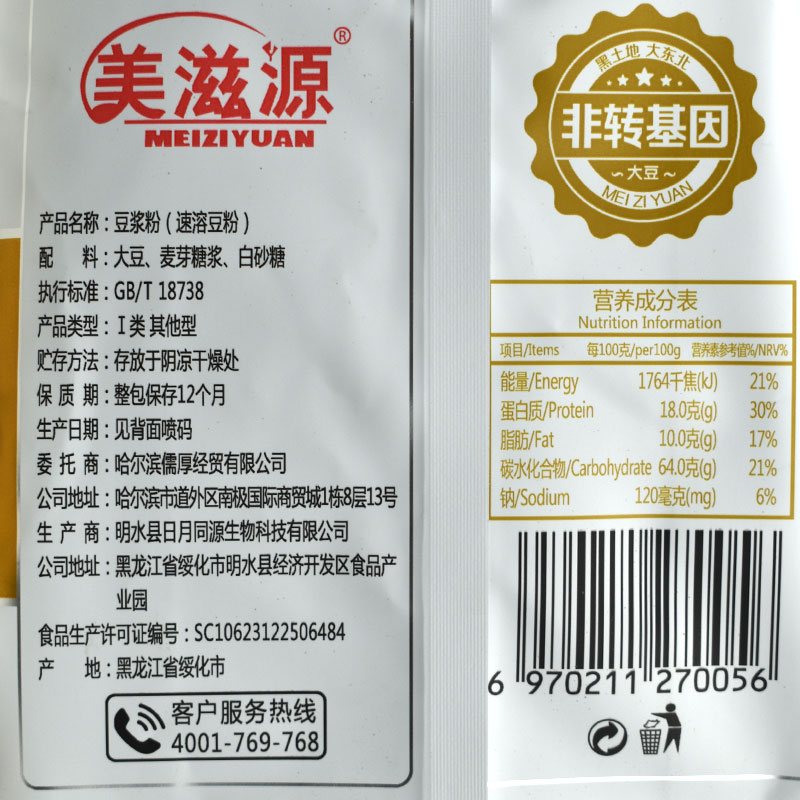 美滋源®
MEIZIYUAN
产品名称：豆浆粉（速溶豆粉）
配 料：大豆、麦芽糖浆、白砂糖
执行标准：GB/T 18738
产品类型：Ⅰ类 其他型
贮存方法：存放于阴凉干燥处
保 质 期：整包保存12个月
生产日期：见背面喷码
委 托 商：哈尔滨儒厚经贸有限公司
公司地址：哈尔滨市道外区南极国际商贸城1栋8层13号
生 产 商：明水县日月同源生物科技有限公司
公司地址：黑龙江省绥化市明水县经济开发区食品产
业园
食品生产许可证编号：SC10623122506484
产 地：黑龙江省绥化市
客户服务热线
4001-769-768
黑土地 大东北
非转基因
~大豆~
MEI ZI YUAN
营养成分表
Nutrition Information
项目/Items 每100克/per100g 营养素参考值%/NRV%
能量/Energy 1764千焦(kJ) 21%
蛋白质/Protein 18.0克(g) 30%
脂肪/Fat 10.0克(g) 17%
碳水化合物/Carbohydrate 64.0克(g) 21%
钠/Sodium 120毫克(mg) 6%
6 970211 270056